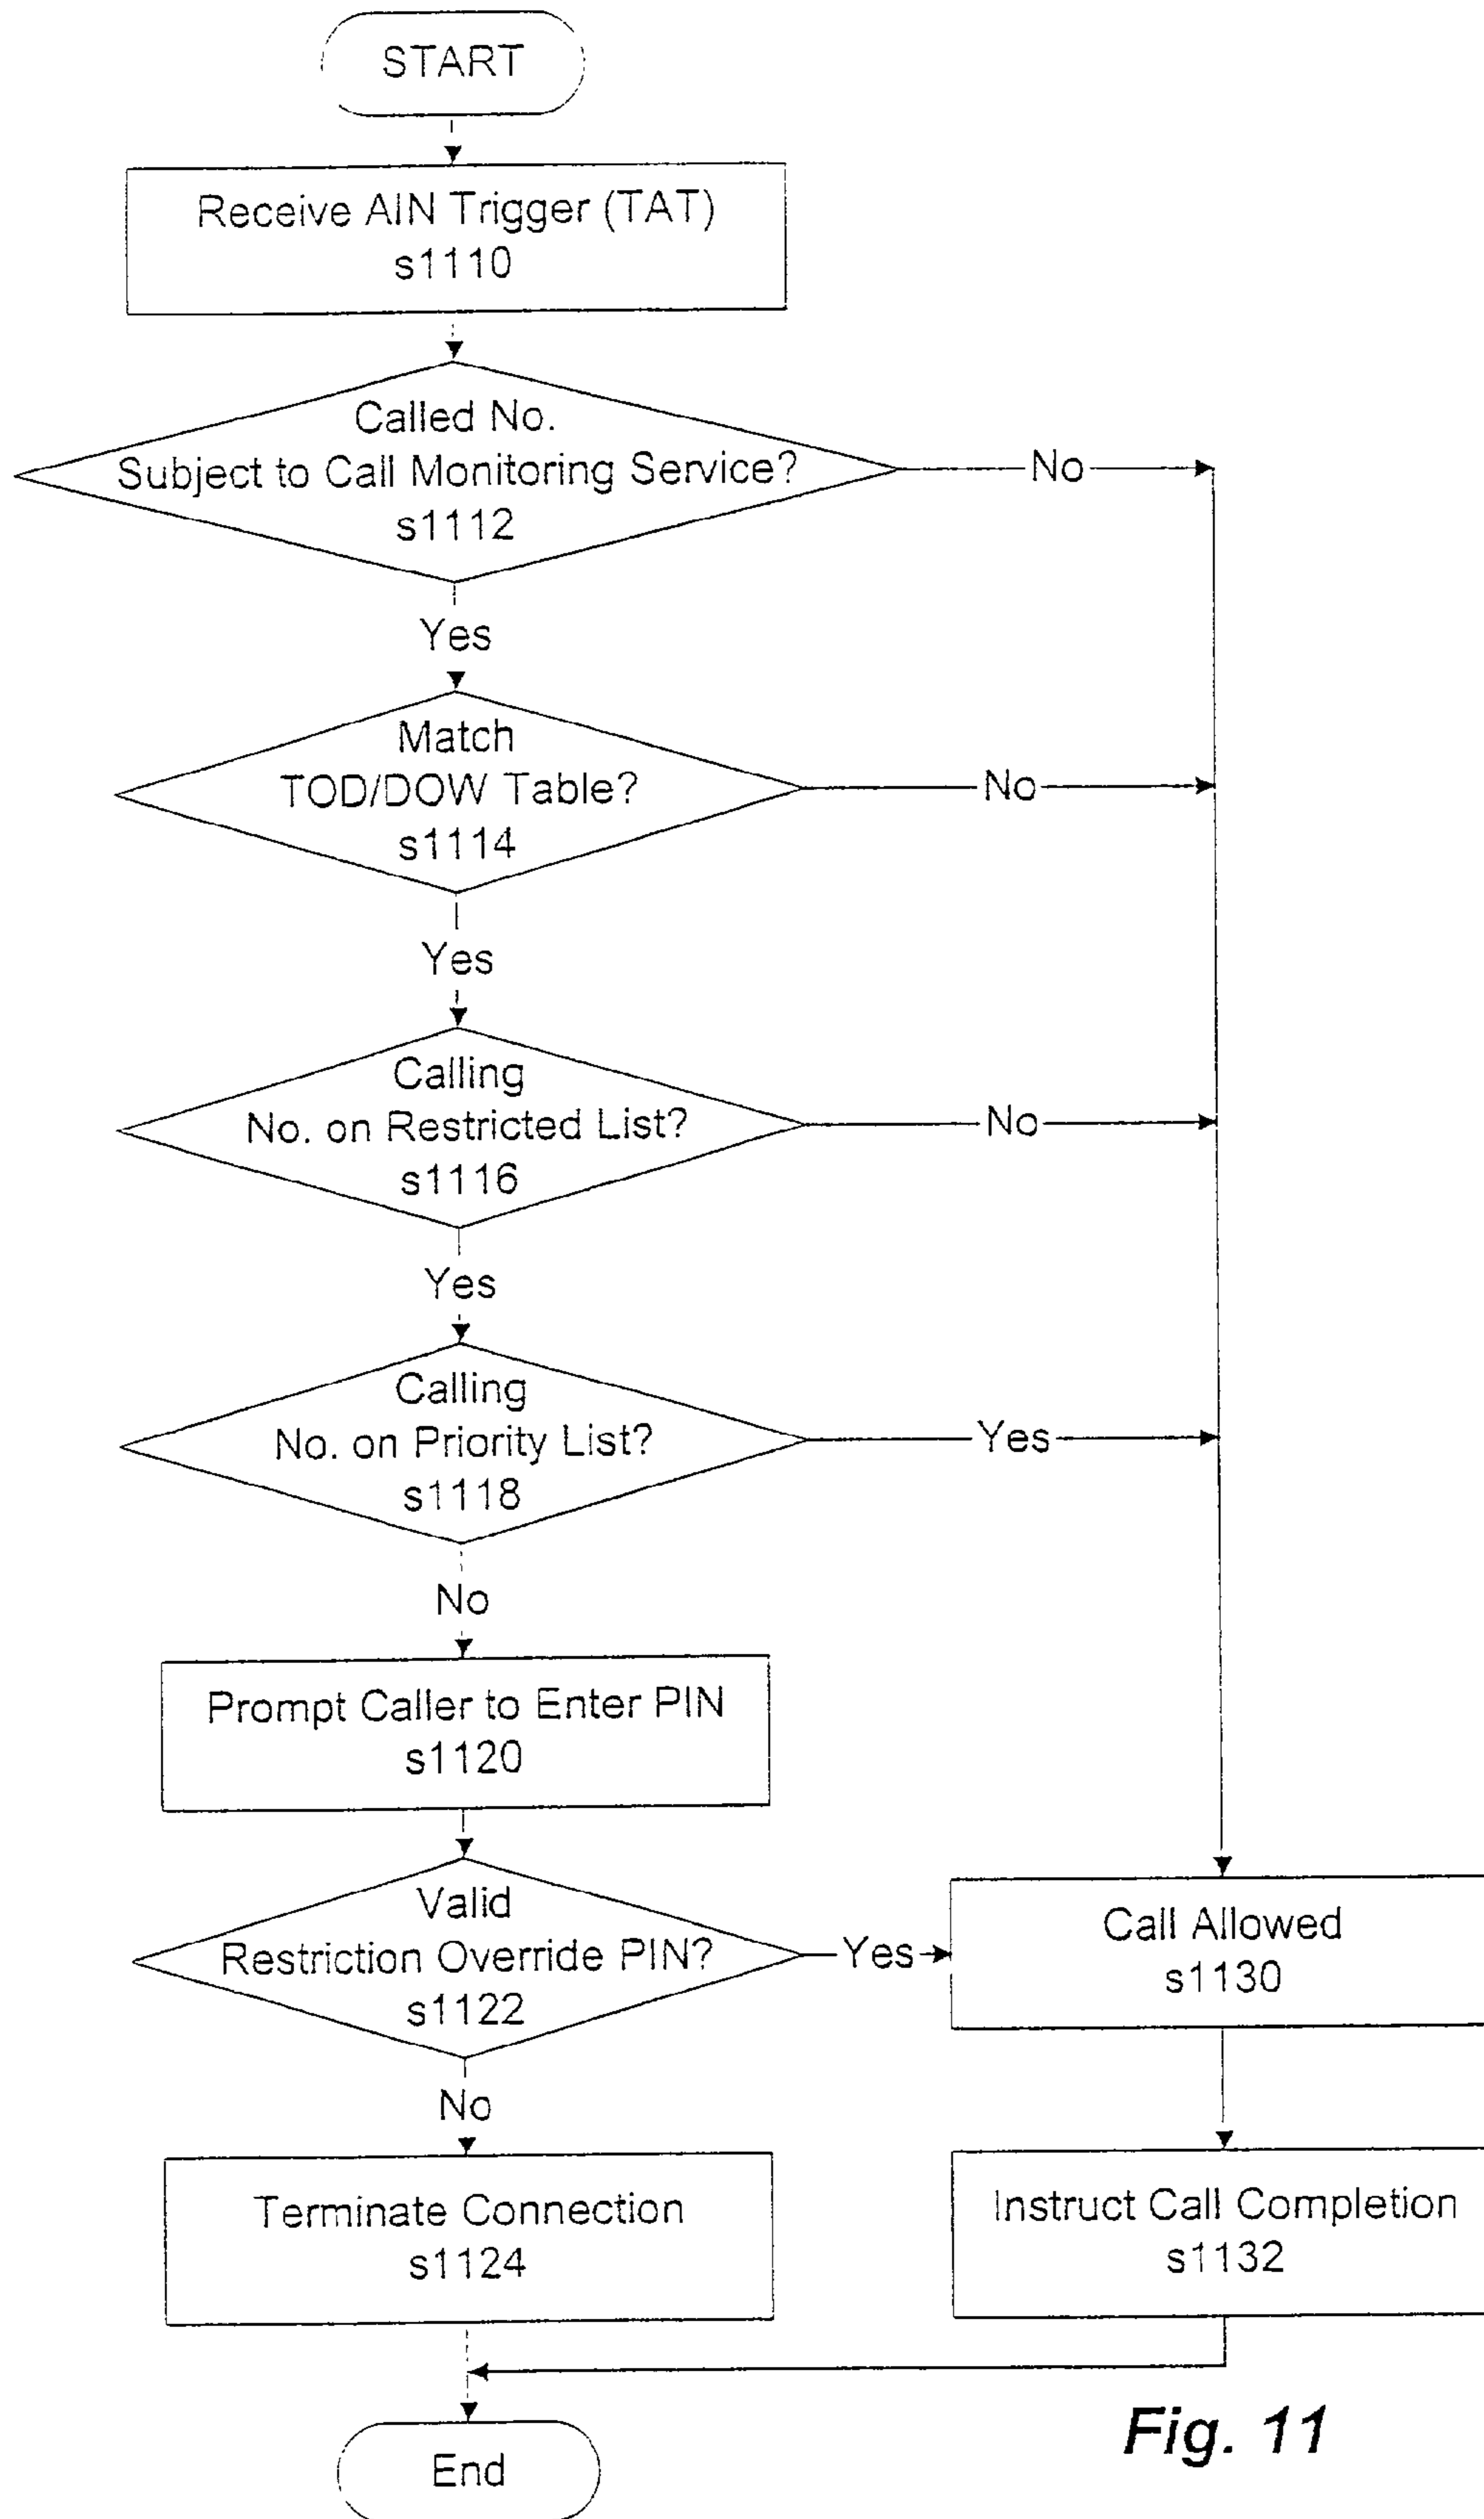 START
Receive AIN Trigger (TAT)
s1110
Called No.
Subject to Call Monitoring Service?
s1112
No
Yes
Match
TOD/DOW Table?
s1114
No
Yes
Calling
No. on Restricted List?
s1116
No
Yes
Calling
No. on Priority List?
s1118
Yes
No
Prompt Caller to Enter PIN
s1120
Valid
Restriction Override PIN?
s1122
Yes
Call Allowed
s1130
No
Terminate Connection
s1124
Instruct Call Completion
s1132
End
Fig. 11